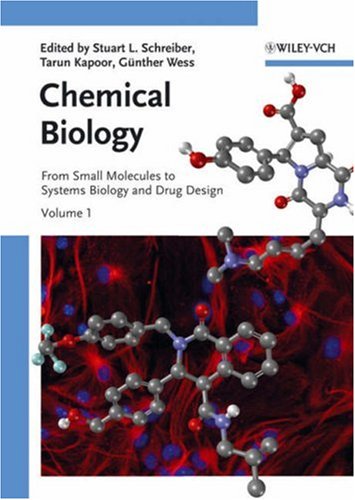 Edited by Stuart L. Schreiber,
Tarun Kapoor, Günther Wess
WILEY-VCH
Chemical
Biology
From Small Molecules to
Systems Biology and Drug Design
Volume 1